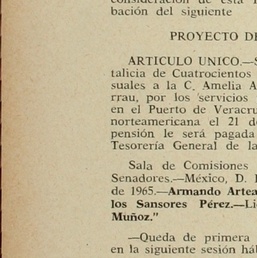 consideración de esta
bación del siguiente
PROYECTO DE
ARTICULO UNICO.—S
talicia de Cuatrocientos
suales a la C. Amelia A
rrau, por los servicios
en el Puerto de Veracru
norteamericana el 21 d
pensión le será pagada
Tesorería General de la
Sala de Comisiones
Senadores.—México, D. I
de 1965.—Armando Artea
los Sansores Pérez.—Li
Muñoz."
—Queda de primera
en la siguiente sesión háb